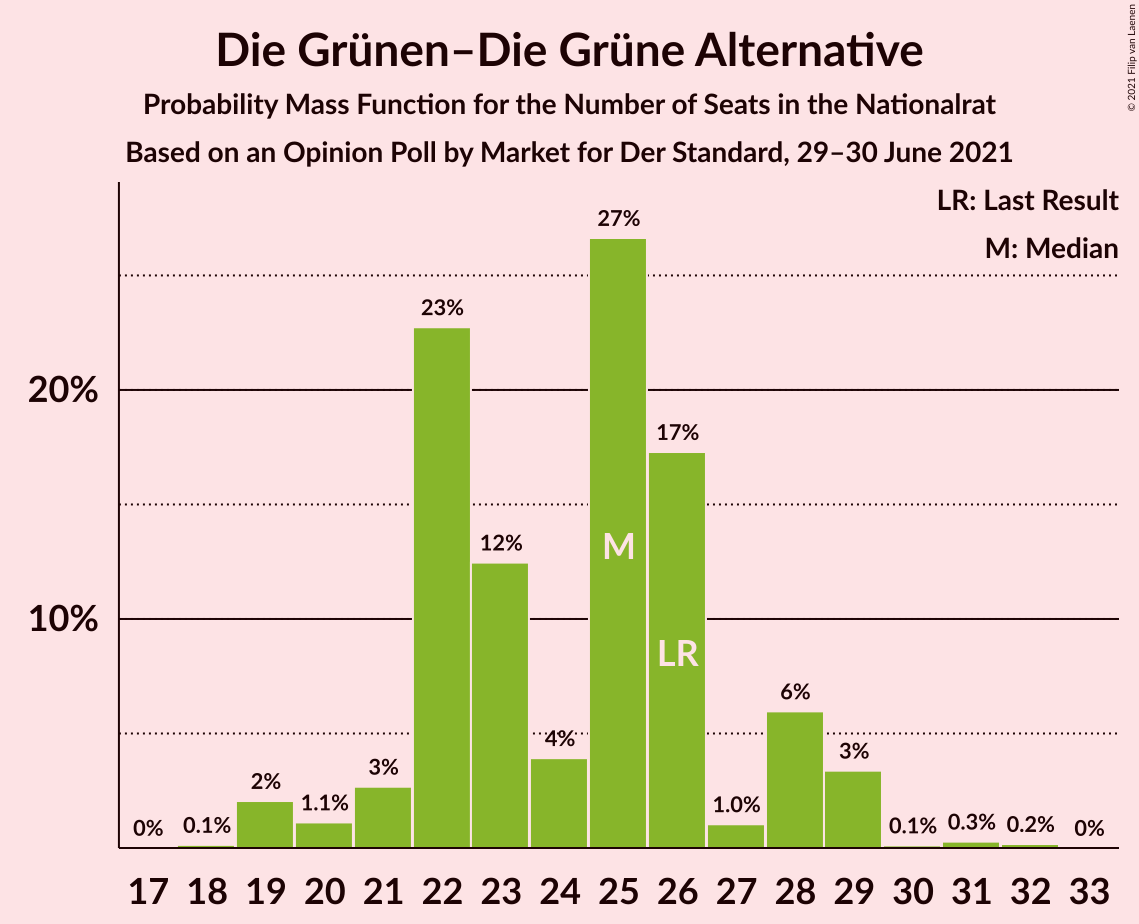 Die Grünen–Die Grüne Alternative
Probability Mass Function for the Number of Seats in the Nationalrat
Based on an Opinion Poll by Market for Der Standard, 29–30 June 2021
© 2021 Filip van Laenen
LR: Last Result
M: Median
20%
10%
0%
0.1%
2%
1.1%
3%
23%
12%
4%
27%
17%
1.0%
6%
3%
0.1%
0.3%
0.2%
0%
M
LR
17 18 19 20 21 22 23 24 25 26 27 28 29 30 31 32 33